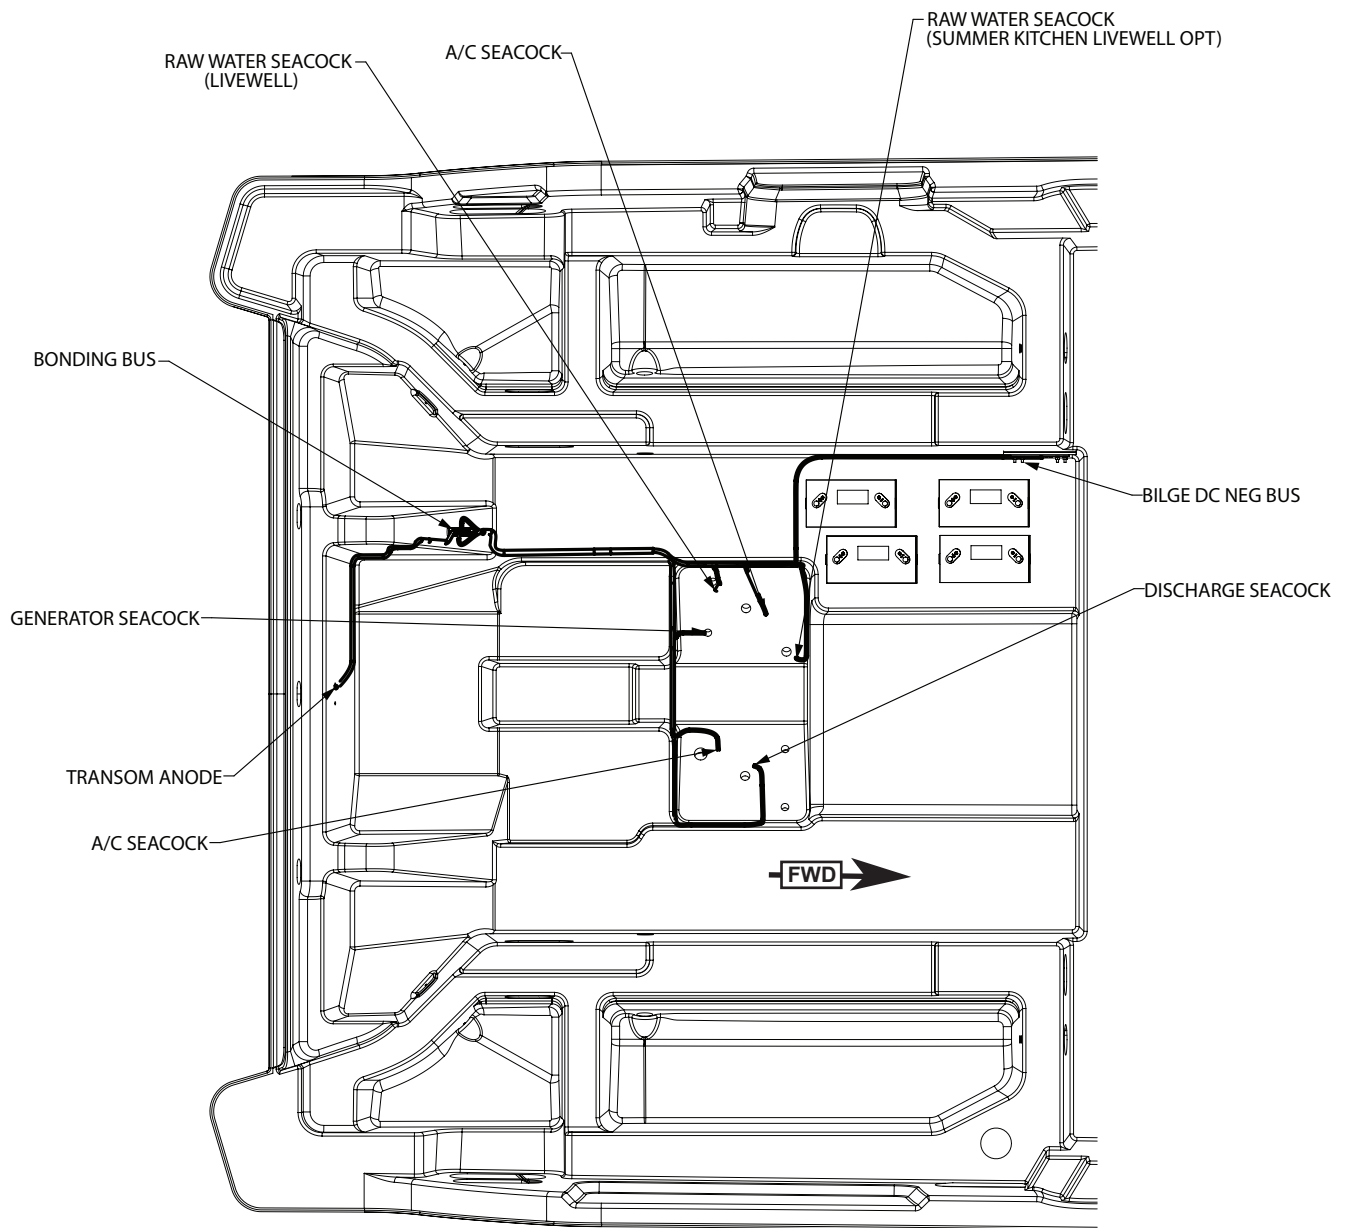 RAW WATER SEACOCK
(SUMMER KITCHEN LIVEWELL OPT)
A/C SEACOCK
RAW WATER SEACOCK
(LIVEWELL)
BONDING BUS
BILGE DC NEG BUS
DISCHARGE SEACOCK
GENERATOR SEACOCK
TRANSOM ANODE
A/C SEACOCK
FWD